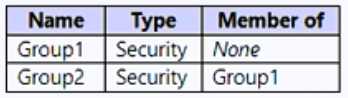 Name Type Member of
Group1 Security None
Group2 Security Group1